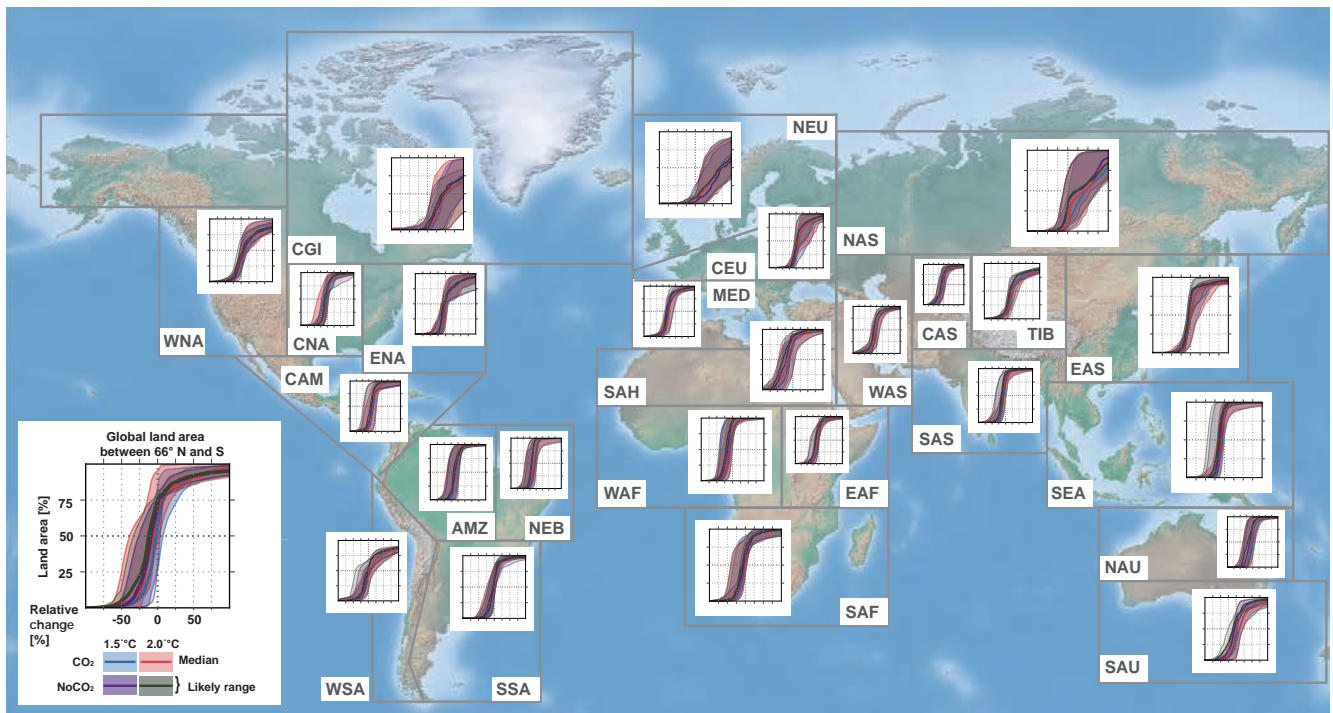 NEU
CGI
NAS
CEU
MED
WNA
CNA
ENA
CAS
TIB
EAS
CAM
SAH
WAS
SAS
WAF
EAF
SEA
AMZ
NEB
NAU
SAF
SAU
WSA
SSA
Global land area
between 66° N and S
Land area [%]
75
50
25
Relative
change
[%]
-50
0
50
1.5°C
2.0°C
CO₂
Median
NoCO₂
} Likely range